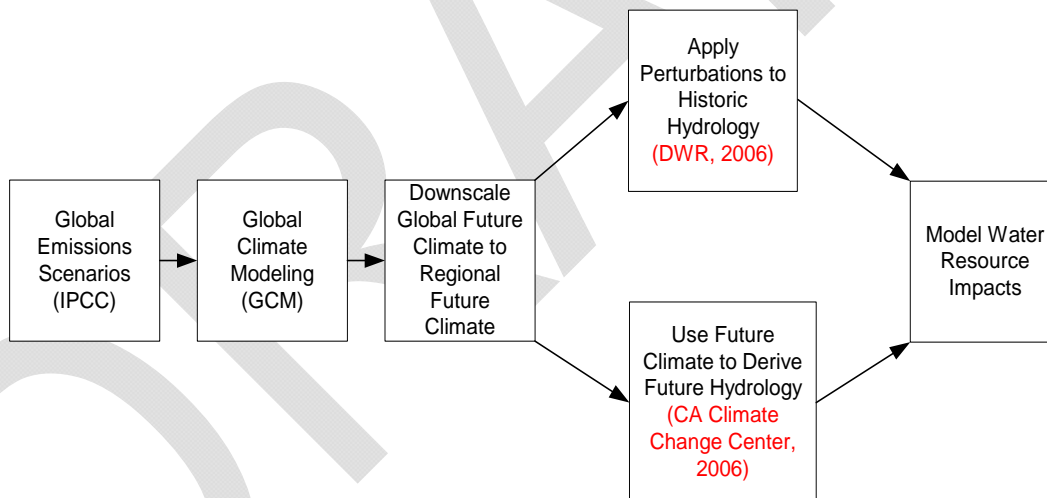 Global
Emissions
Scenarios
(IPCC)
Global
Climate
Modeling
(GCM)
Downscale
Global Future
Climate to
Regional
Future
Climate
Apply
Perturbations to
Historic
Hydrology
(DWR, 2006)
Use Future
Climate to Derive
Future Hydrology
(CA Climate
Change Center,
2006)
Model Water
Resource
Impacts